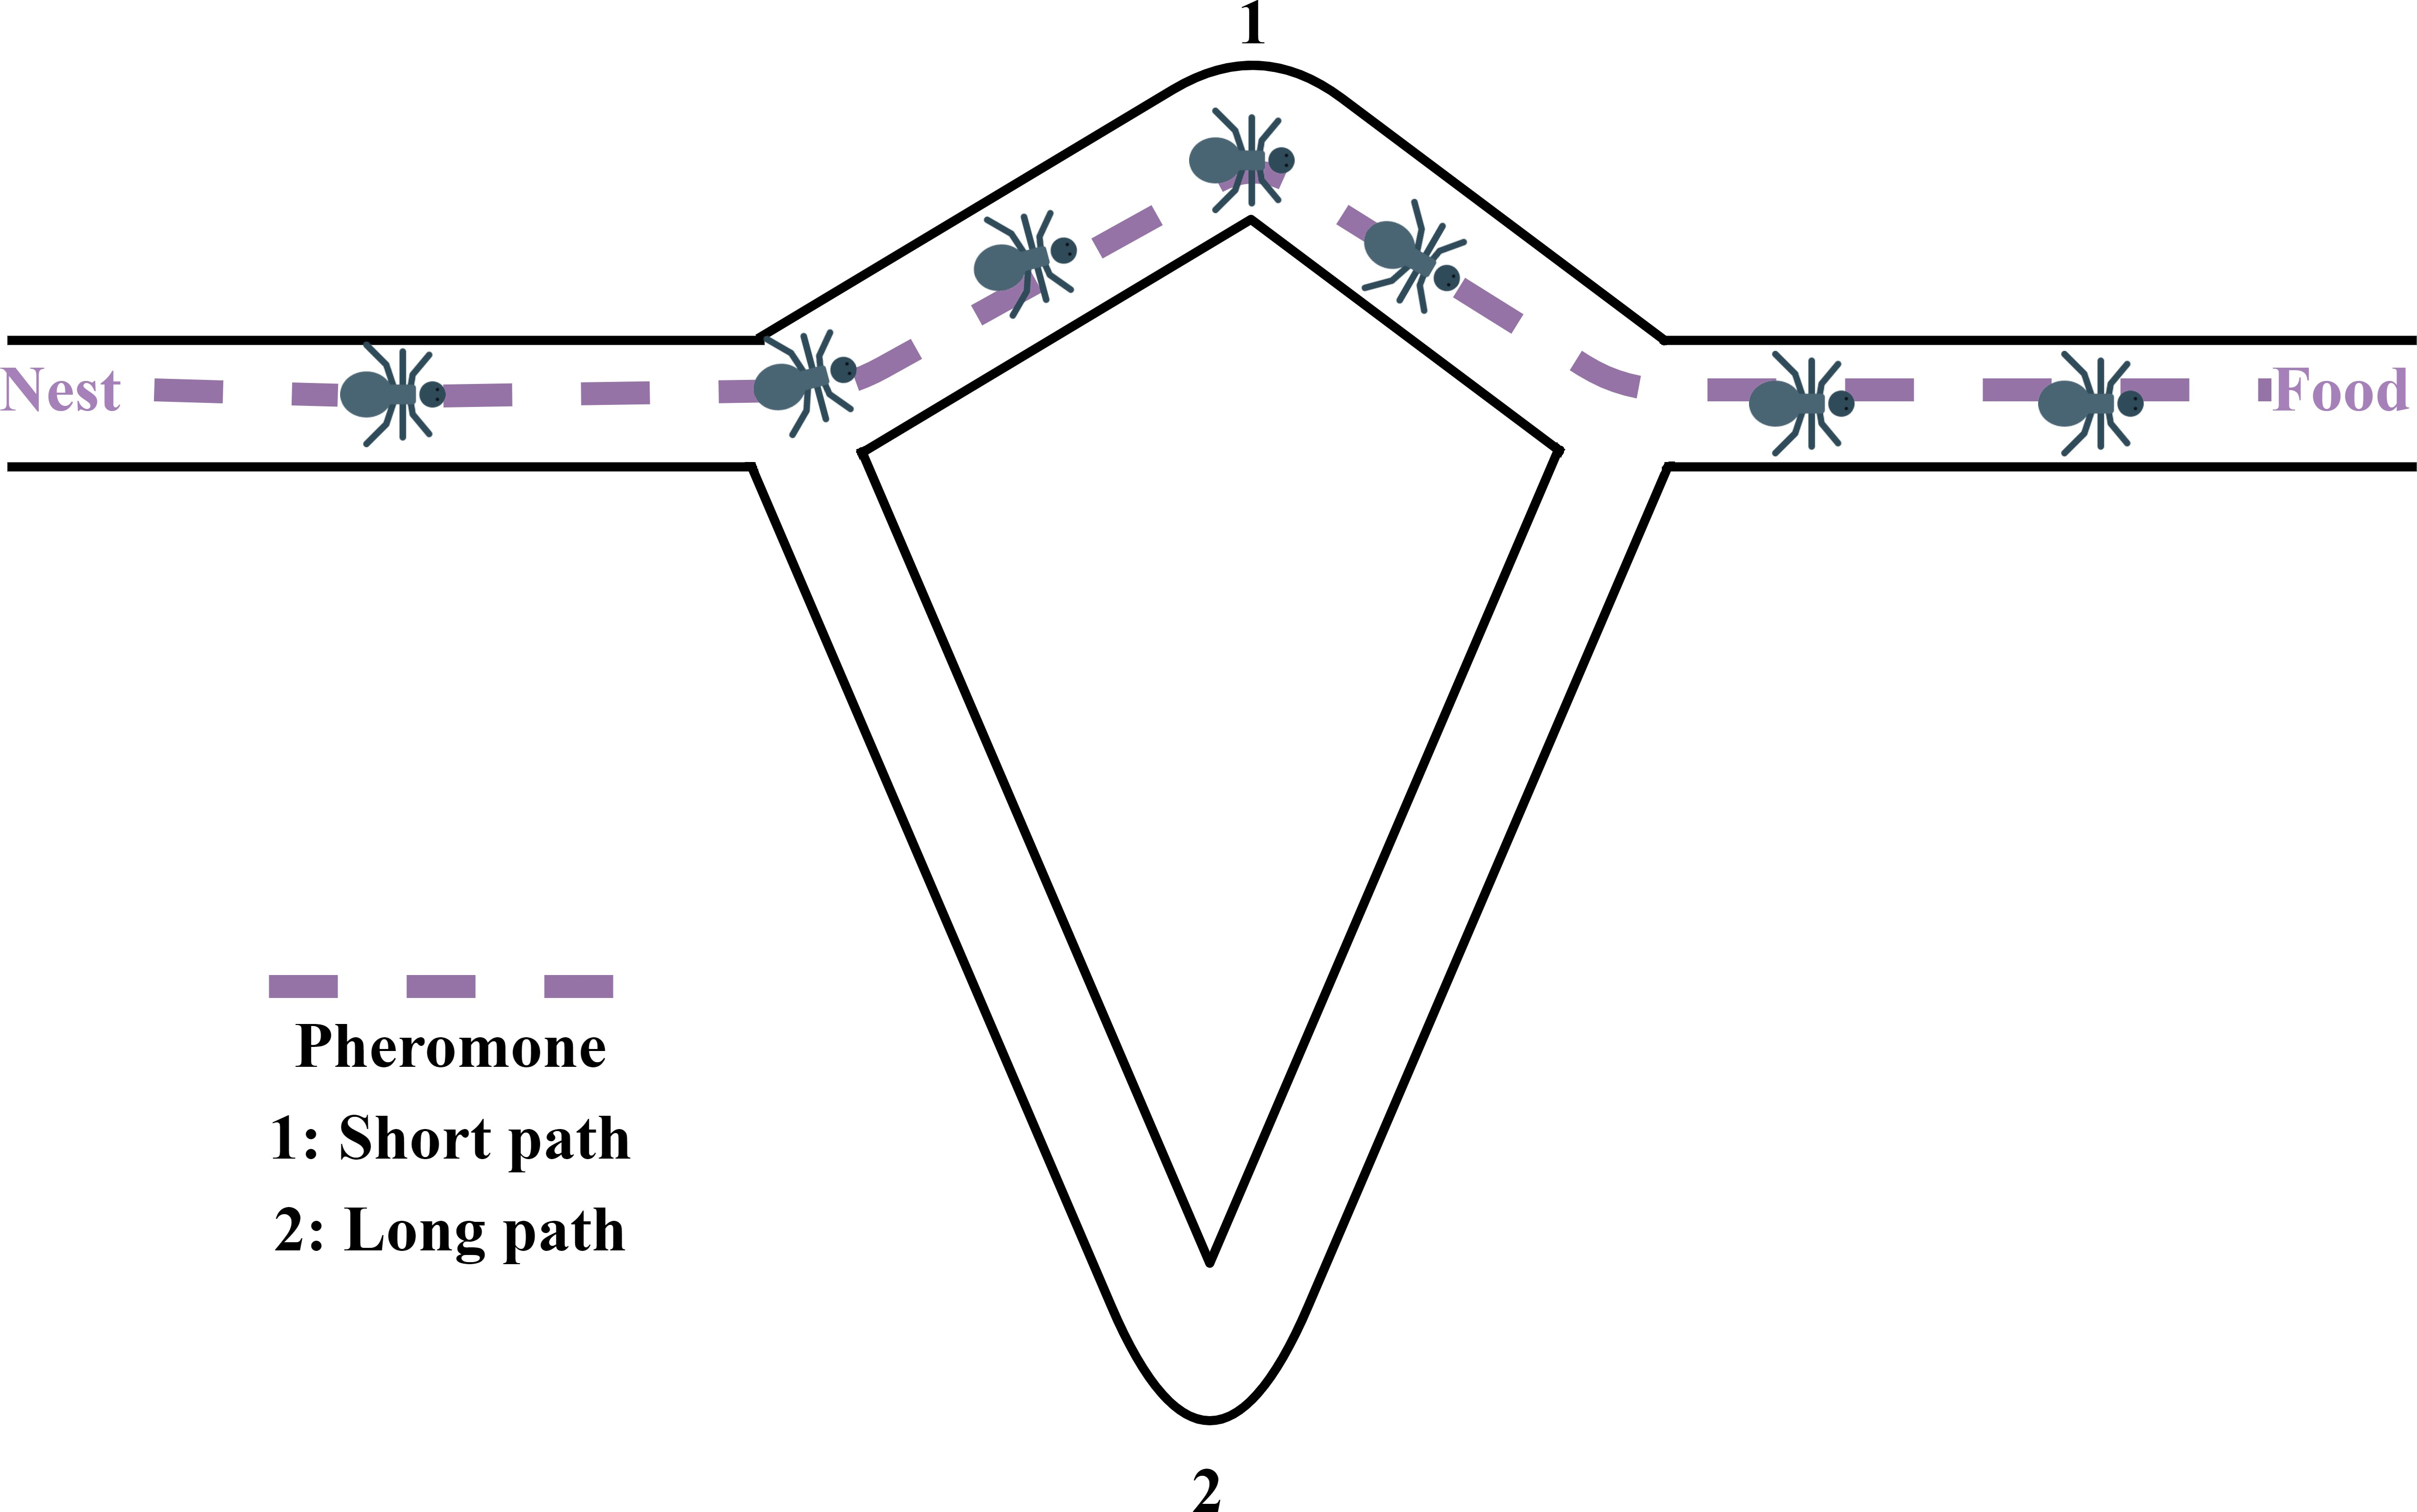 1
Nest
Food
Pheromone
1: Short path
2: Long path
2